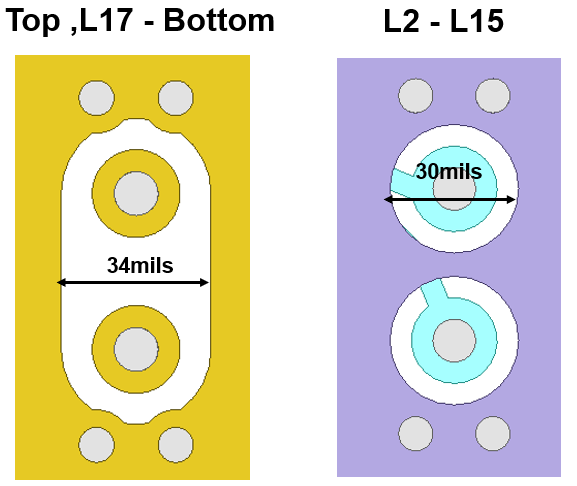 Top ,L17 - Bottom
L2 - L15
30mils
34mils